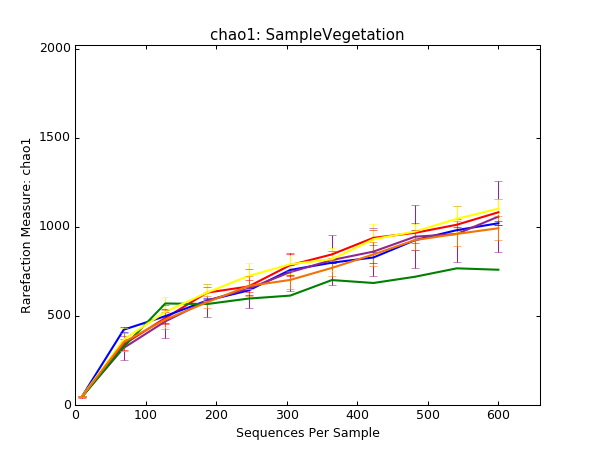 chao1: SampleVegetation
2000
1500
1000
500
0
0 100 200 300 400 500 600
Rarefaction Measure: chao1
Sequences Per Sample